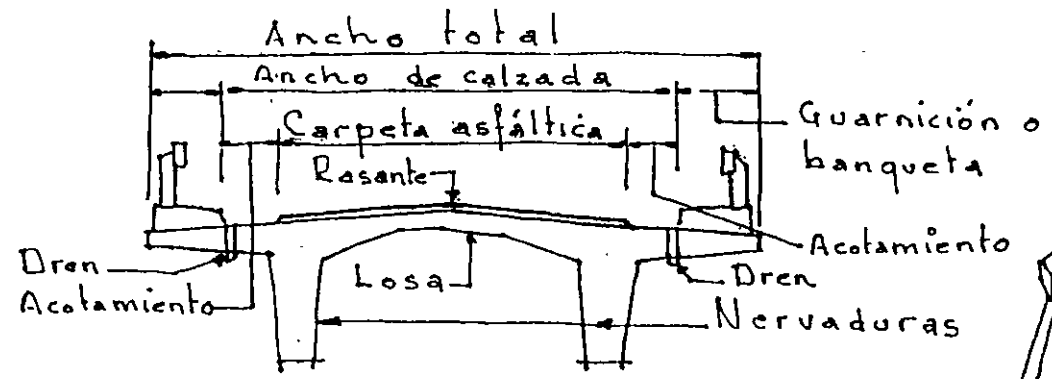 Ancho total
Ancho de calzada
Carpeta asfáltica
Guarnición o
banqueta
Rasante
Acotamiento
Dren
Losa
Dren
Acotamiento
Nervaduras